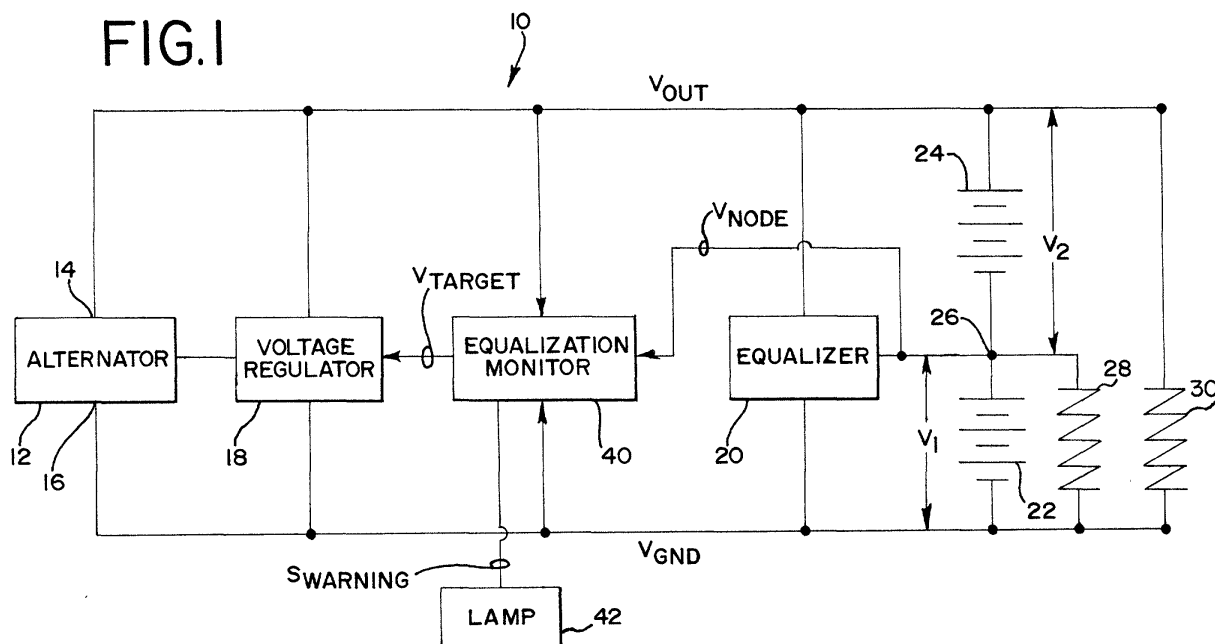 FIG.1
10
VOUT
24
VNODE
V2
14
VTARGET
26
ALTERNATOR
VOLTAGE
REGULATOR
EQUALIZATION
MONITOR
EQUALIZER
28
30
12
16
18
40
20
V1
22
VGND
SWARNING
LAMP
42